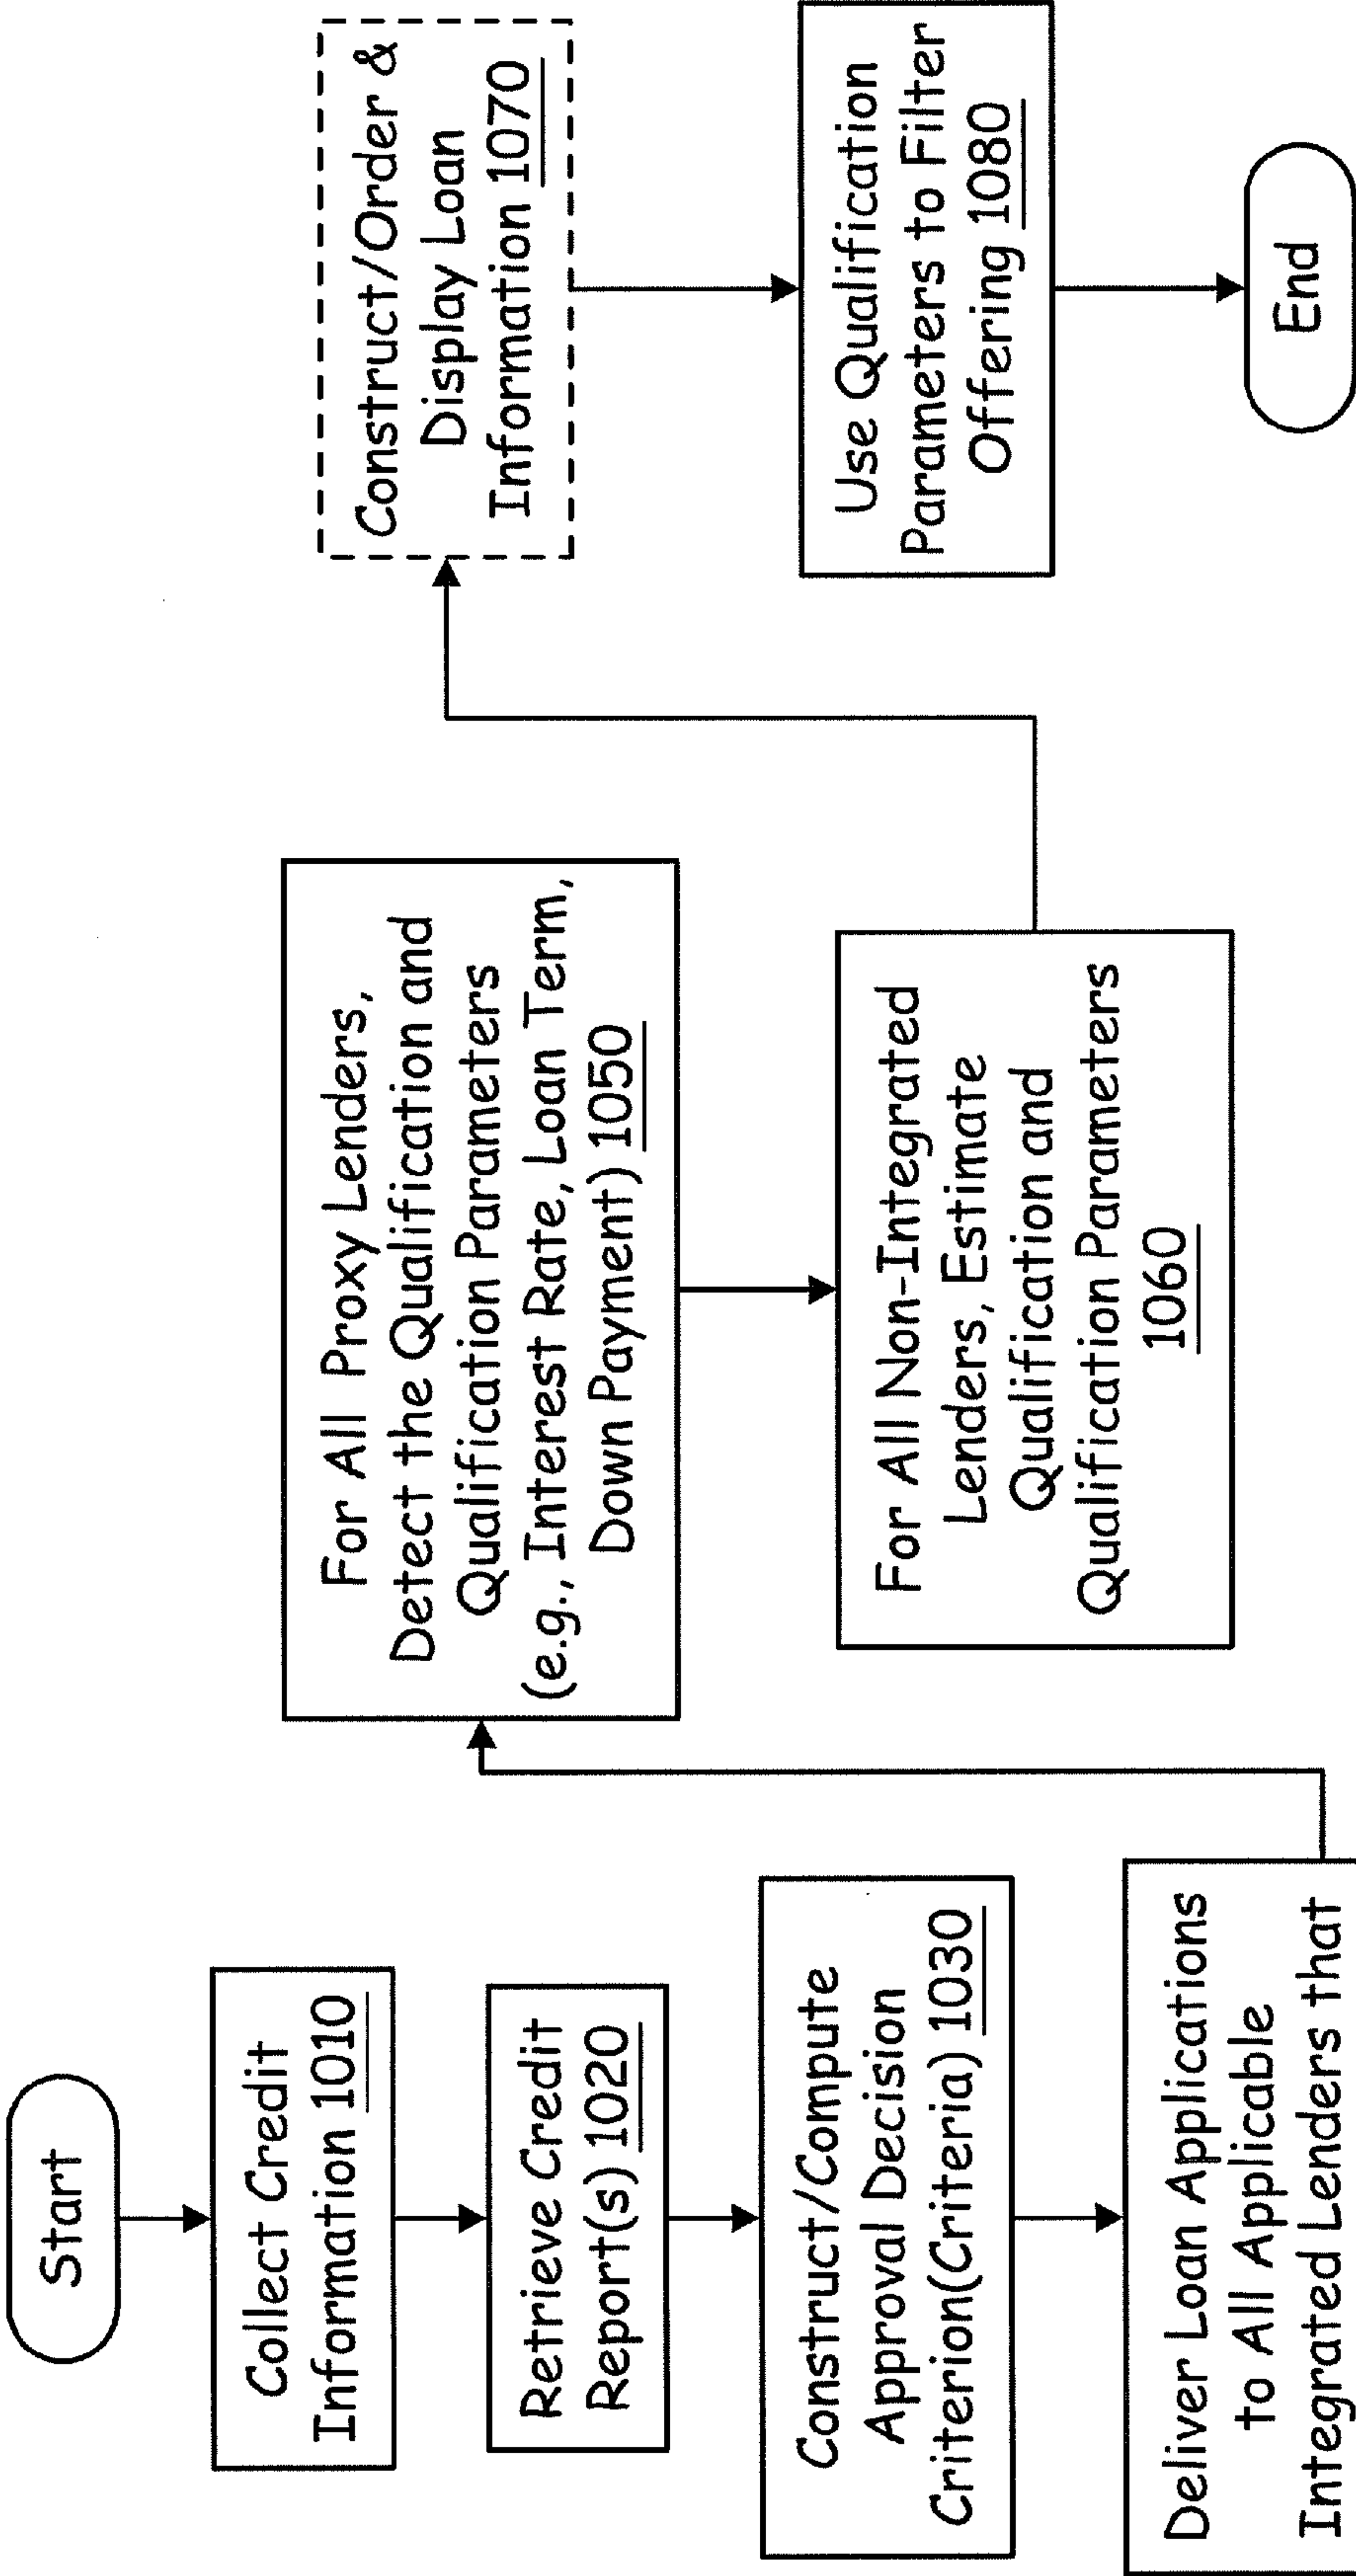 Start
Collect Credit
Information 1010
Retrieve Credit
Report(s) 1020
Construct/Compute
Approval Decision
Criterion(Criteria) 1030
Deliver Loan Applications
to All Applicable
Integrated Lenders that
For All Proxy Lenders,
Detect the Qualification and
Qualification Parameters
(e.g., Interest Rate, Loan Term,
Down Payment) 1050
For All Non-Integrated
Lenders, Estimate
Qualification and
Qualification Parameters
1060
Construct/Order &
Display Loan
Information 1070
Use Qualification
Parameters to Filter
Offering 1080
End